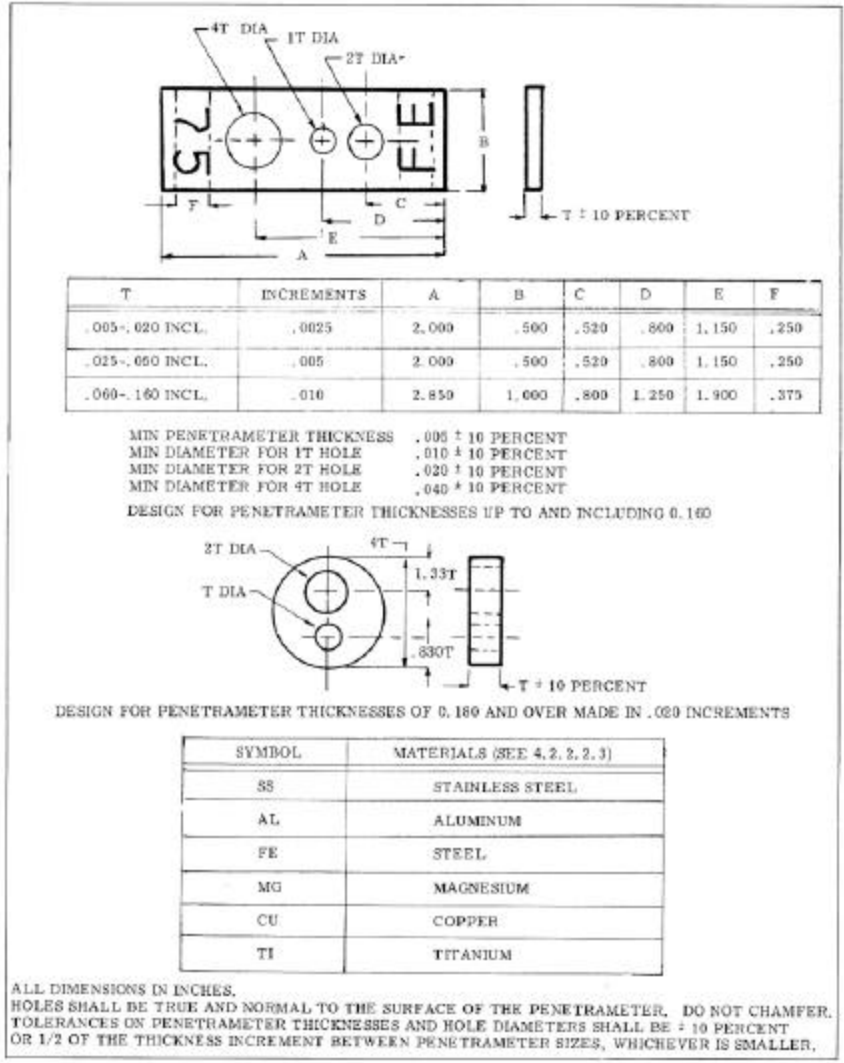 4T DIA
1T DIA
2T DIA
75
FE
B
F
C
D
E
A
T ± 10 PERCENT
T INCREMENTS A B C D E F
.005-.020 INCL. .0025 2.000 .500 .520 .800 1.150 .250
.025-.050 INCL. .005 2.000 .500 .520 .800 1.150 .250
.060-.160 INCL. .010 2.850 1.000 .800 1.250 1.900 .375
MIN PENETRAMETER THICKNESS .005 ± 10 PERCENT
MIN DIAMETER FOR 1T HOLE .010 ± 10 PERCENT
MIN DIAMETER FOR 2T HOLE .020 ± 10 PERCENT
MIN DIAMETER FOR 4T HOLE .040 ± 10 PERCENT
DESIGN FOR PENETRAMETER THICKNESSES UP TO AND INCLUDING 0.160
2T DIA
4T
1.33T
T DIA
.830T
T ± 10 PERCENT
DESIGN FOR PENETRAMETER THICKNESSES OF 0.180 AND OVER MADE IN .020 INCREMENTS
SYMBOL MATERIALS (SEE 4.2.2.2.3)
SS STAINLESS STEEL
AL ALUMINUM
FE STEEL
MG MAGNESIUM
CU COPPER
TI TITANIUM
ALL DIMENSIONS IN INCHES.
HOLES SHALL BE TRUE AND NORMAL TO THE SURFACE OF THE PENETRAMETER. DO NOT CHAMFER.
TOLERANCES ON PENETRAMETER THICKNESSES AND HOLE DIAMETERS SHALL BE ± 10 PERCENT
OR 1/2 OF THE THICKNESS INCREMENT BETWEEN PENETRAMETER SIZES, WHICHEVER IS SMALLER.